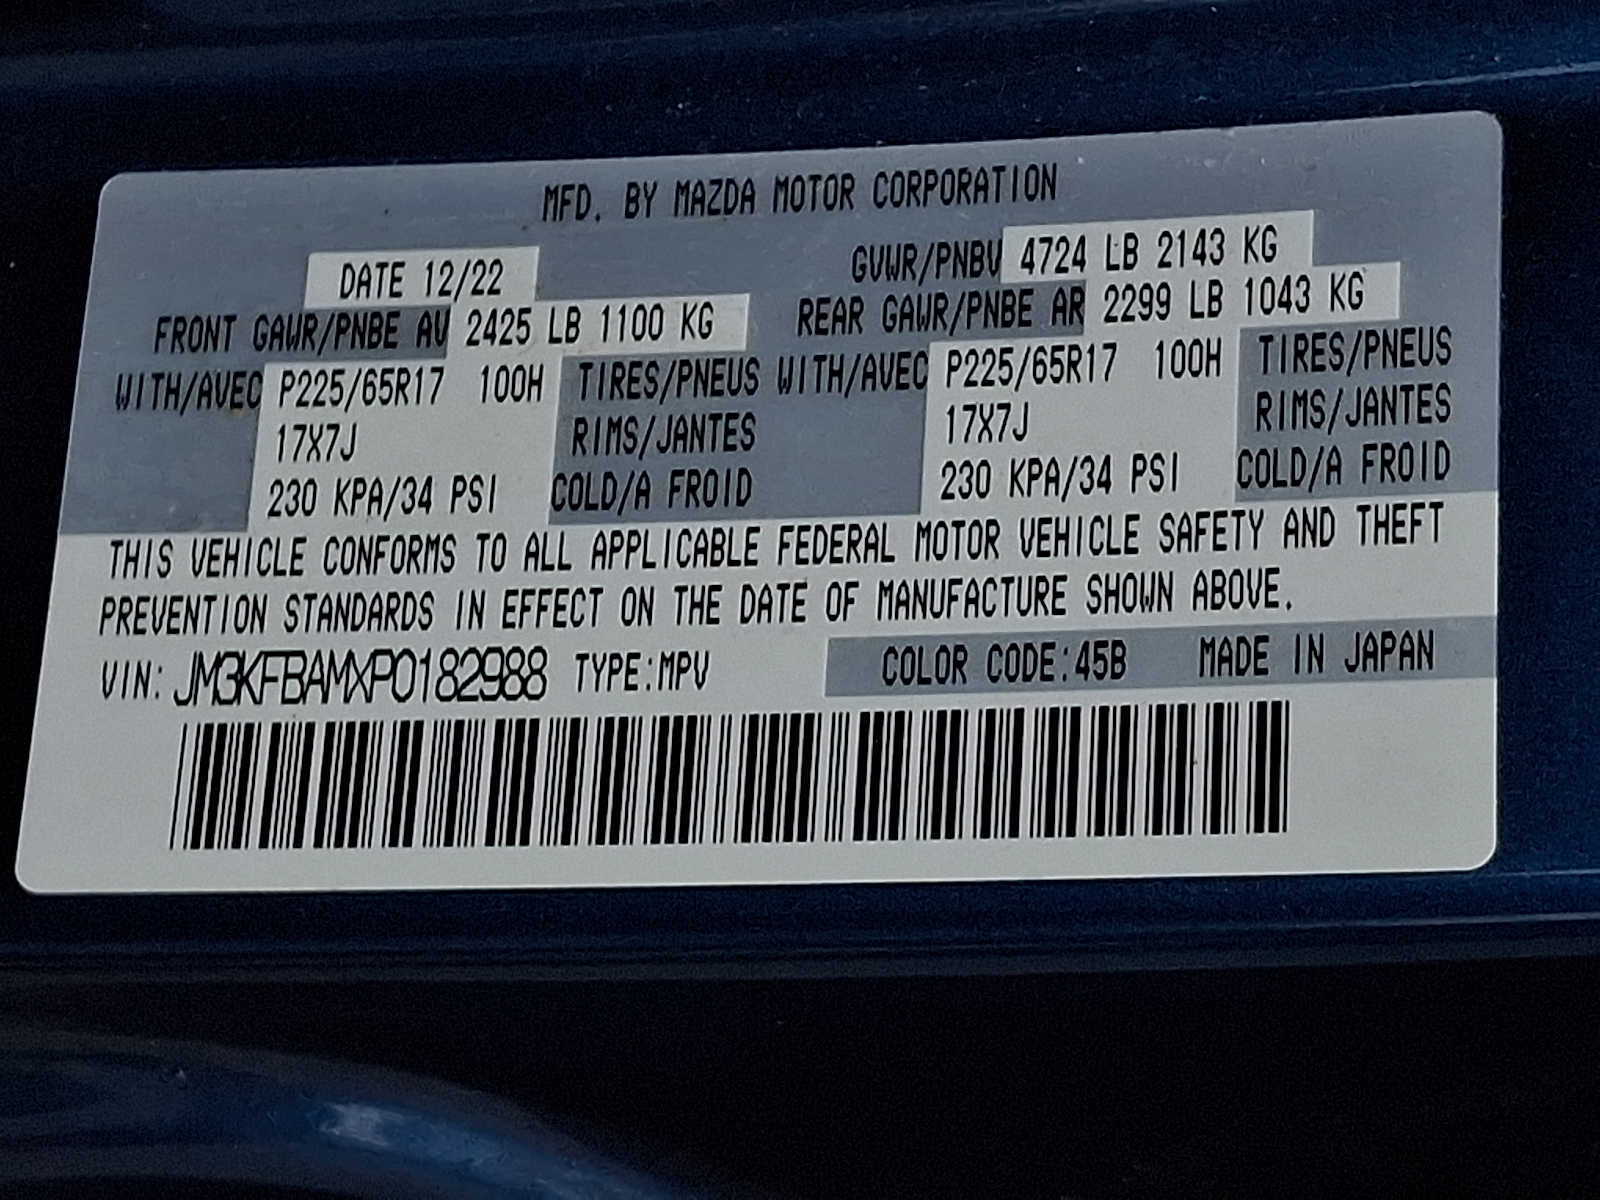 MFD. BY MAZDA MOTOR CORPORATION
DATE 12/22 GVWR/PNBV 4724 LB 2143 KG
FRONT GAWR/PNBE AV 2425 LB 1100 KG REAR GAWR/PNBE AR 2299 LB 1043 KG
WITH/AVEC P225/65R17 100H TIRES/PNEUS WITH/AVEC P225/65R17 100H TIRES/PNEUS
17X7J RIMS/JANTES 17X7J RIMS/JANTES
230 KPA/34 PSI COLD/A FROID 230 KPA/34 PSI COLD/A FROID
THIS VEHICLE CONFORMS TO ALL APPLICABLE FEDERAL MOTOR VEHICLE SAFETY AND THEFT
PREVENTION STANDARDS IN EFFECT ON THE DATE OF MANUFACTURE SHOWN ABOVE.
VIN: JM3KFBAMXP0182988 TYPE:MPV COLOR CODE:45B MADE IN JAPAN